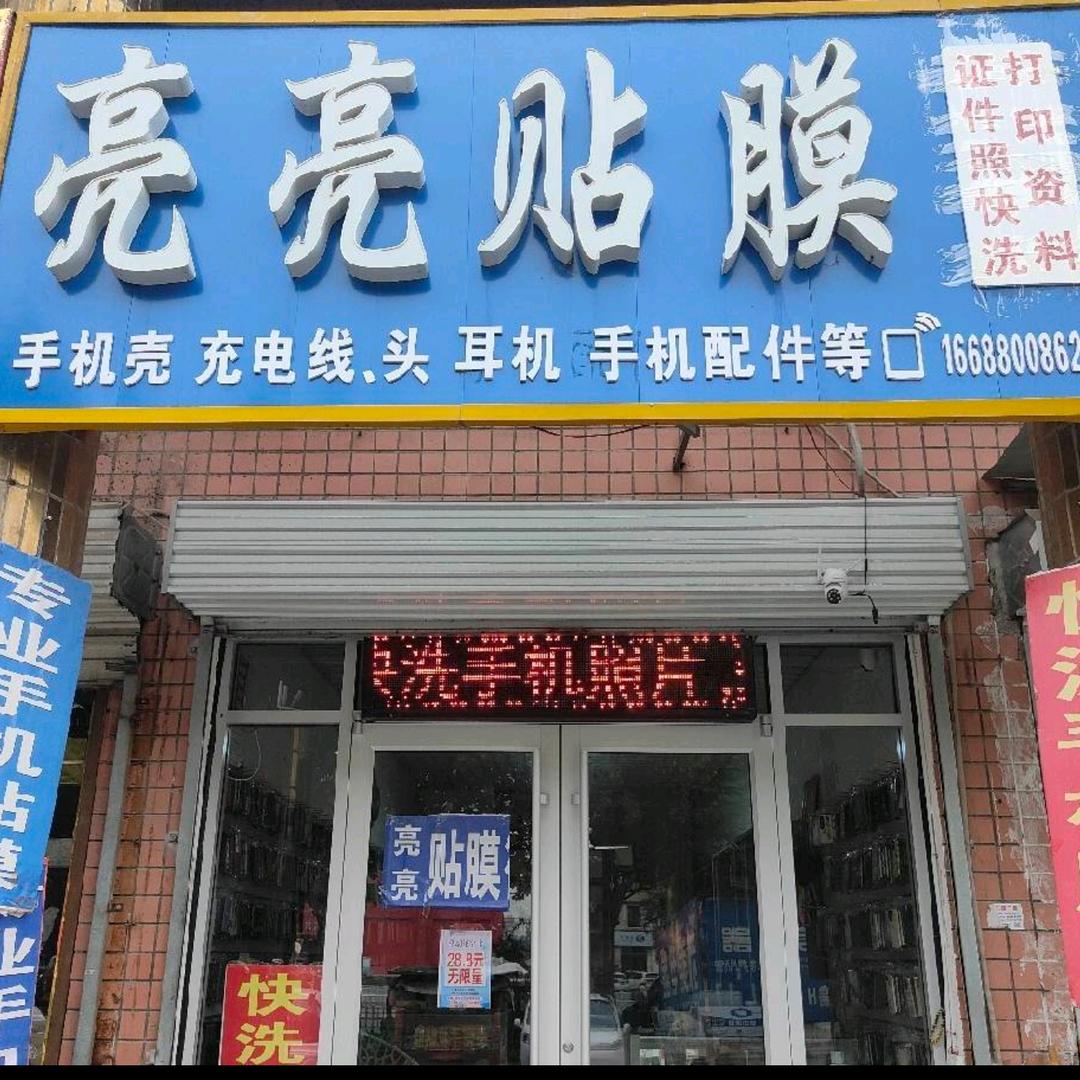 亮亮贴膜
打印资料
证件照快洗
手机壳 充电线、头 耳机 手机配件等 1668800862
洗手机照片
专业手机贴膜
亮亮
贴膜
28.8元
无限量
快洗